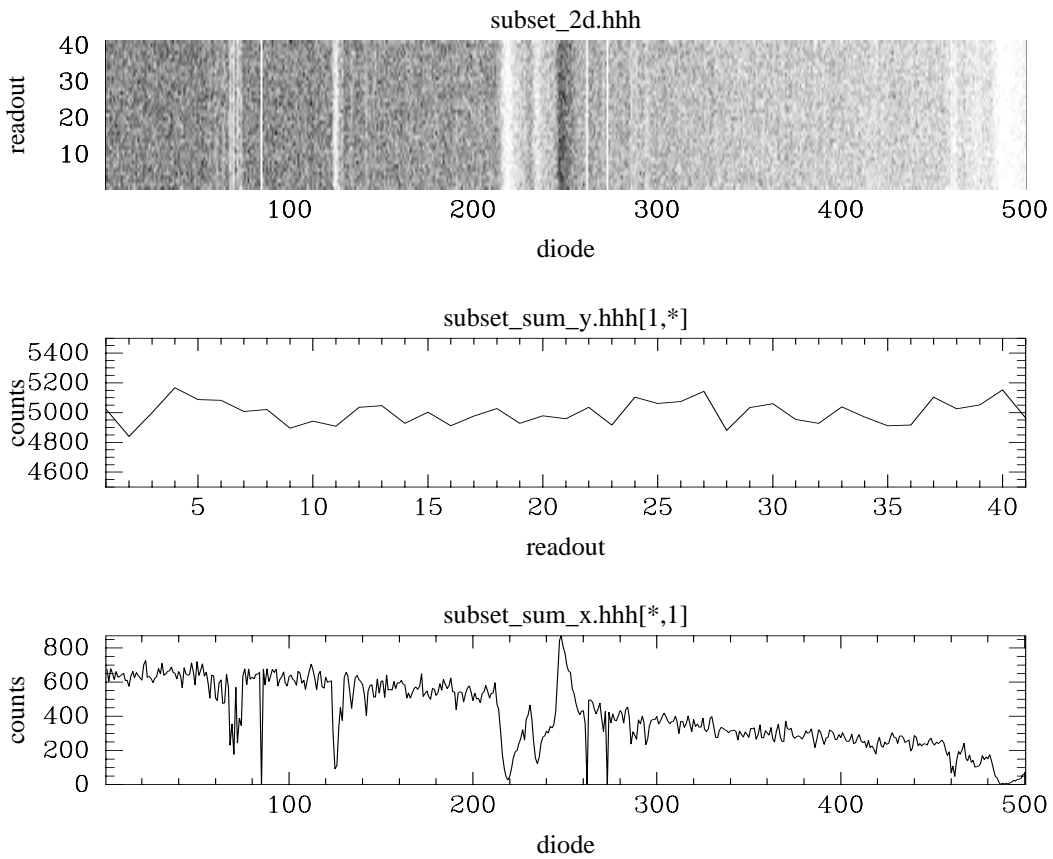 subset_2d.hhh
40
30
20
10
readout
100 200 300 400 500
diode
subset_sum_y.hhh[1,*]
5400
5200
5000
4800
4600
counts
5 10 15 20 25 30 35 40
readout
subset_sum_x.hhh[*,1]
800
600
400
200
0
counts
100 200 300 400 500
diode